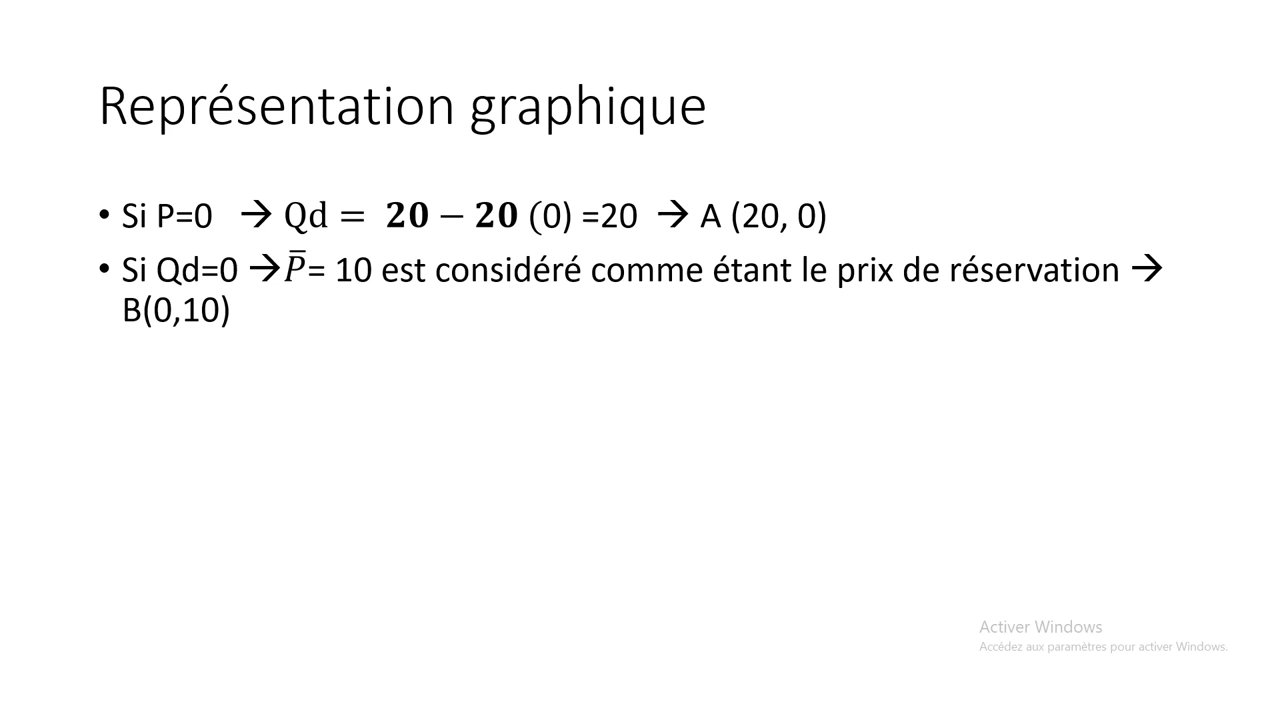 Représentation graphique
• Si P=0 → Qd = 20 − 20 (0) =20 → A (20, 0)
• Si Qd=0 → P̅= 10 est considéré comme étant le prix de réservation →
B(0,10)
Activer Windows
Accédez aux paramètres pour activer Windows.